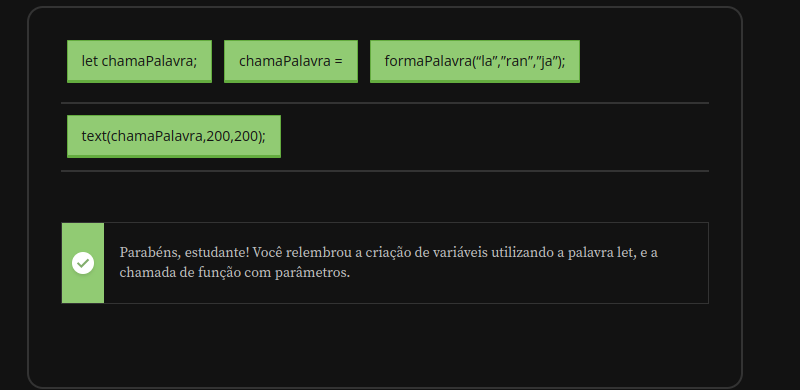 let chamaPalavra; chamaPalavra = formaPalavra(“la”,”ran”,”ja”);
text(chamaPalavra,200,200);
Parabéns, estudante! Você relembrou a criação de variáveis utilizando a palavra let, e a
chamada de função com parâmetros.